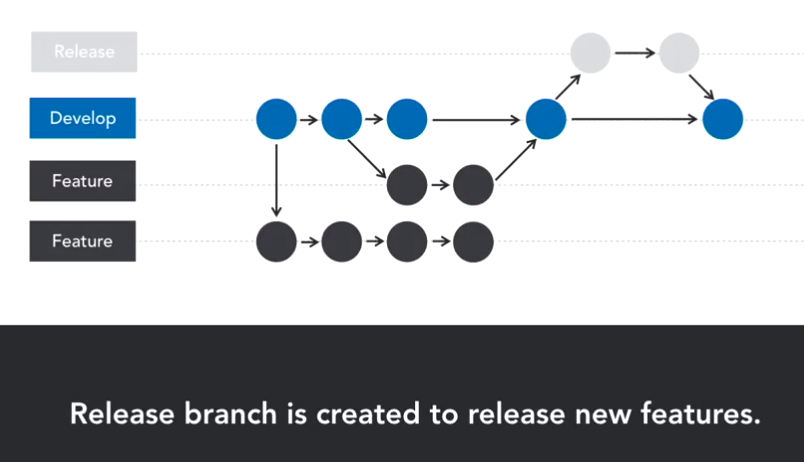 Release
Develop
Feature
Feature
Release branch is created to release new features.